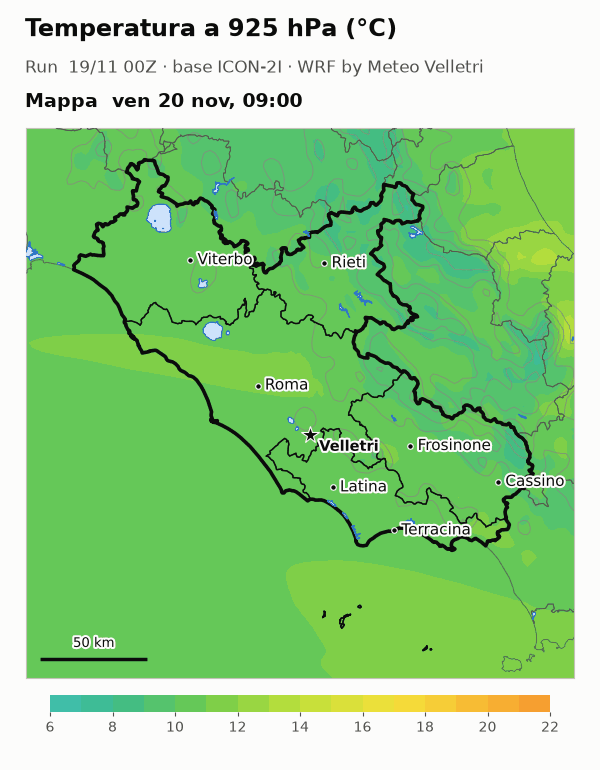 Temperatura a 925 hPa (°C)
Run  19/11 00Z · base ICON-2I · WRF by Meteo Velletri
Mappa  ven 20 nov, 09:00
Viterbo
Rieti
Roma
Velletri
Frosinone
Latina
Cassino
Terracina
50 km
6 8 10 12 14 16 18 20 22